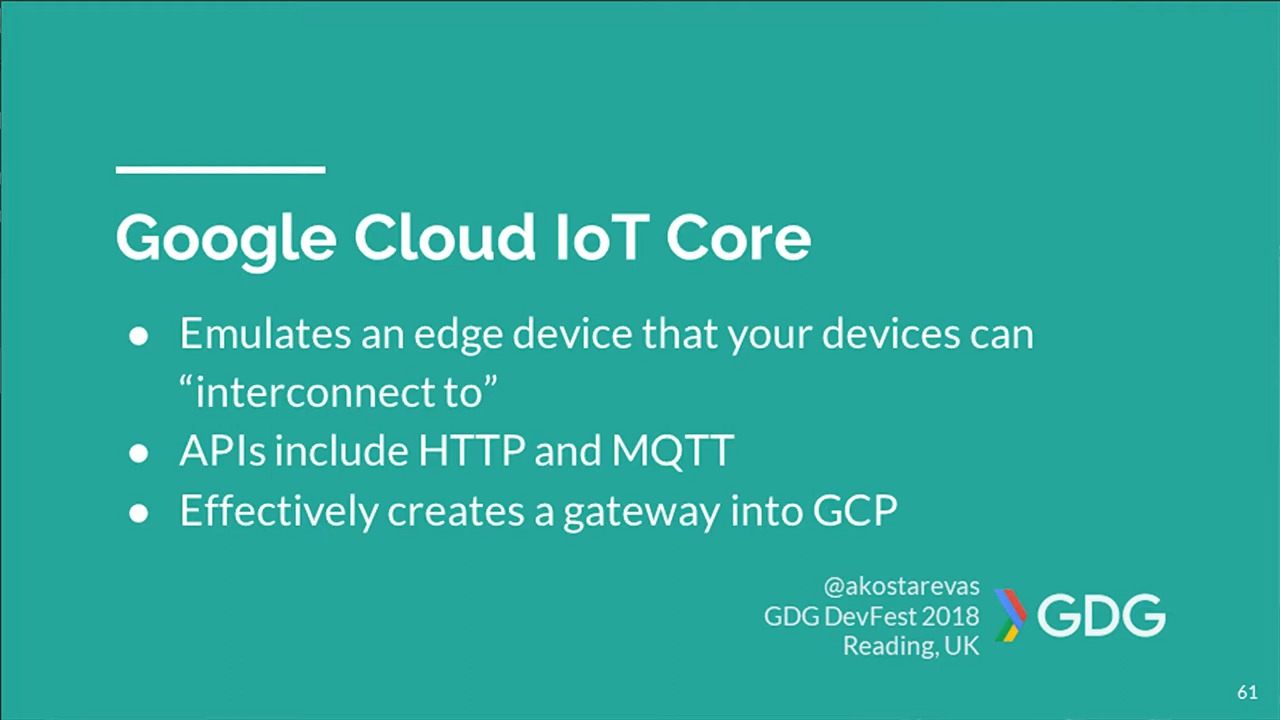 Google Cloud IoT Core
● Emulates an edge device that your devices can
“interconnect to”
● APIs include HTTP and MQTT
● Effectively creates a gateway into GCP
@akostarevas
GDG DevFest 2018
Reading, UK
GDG
61